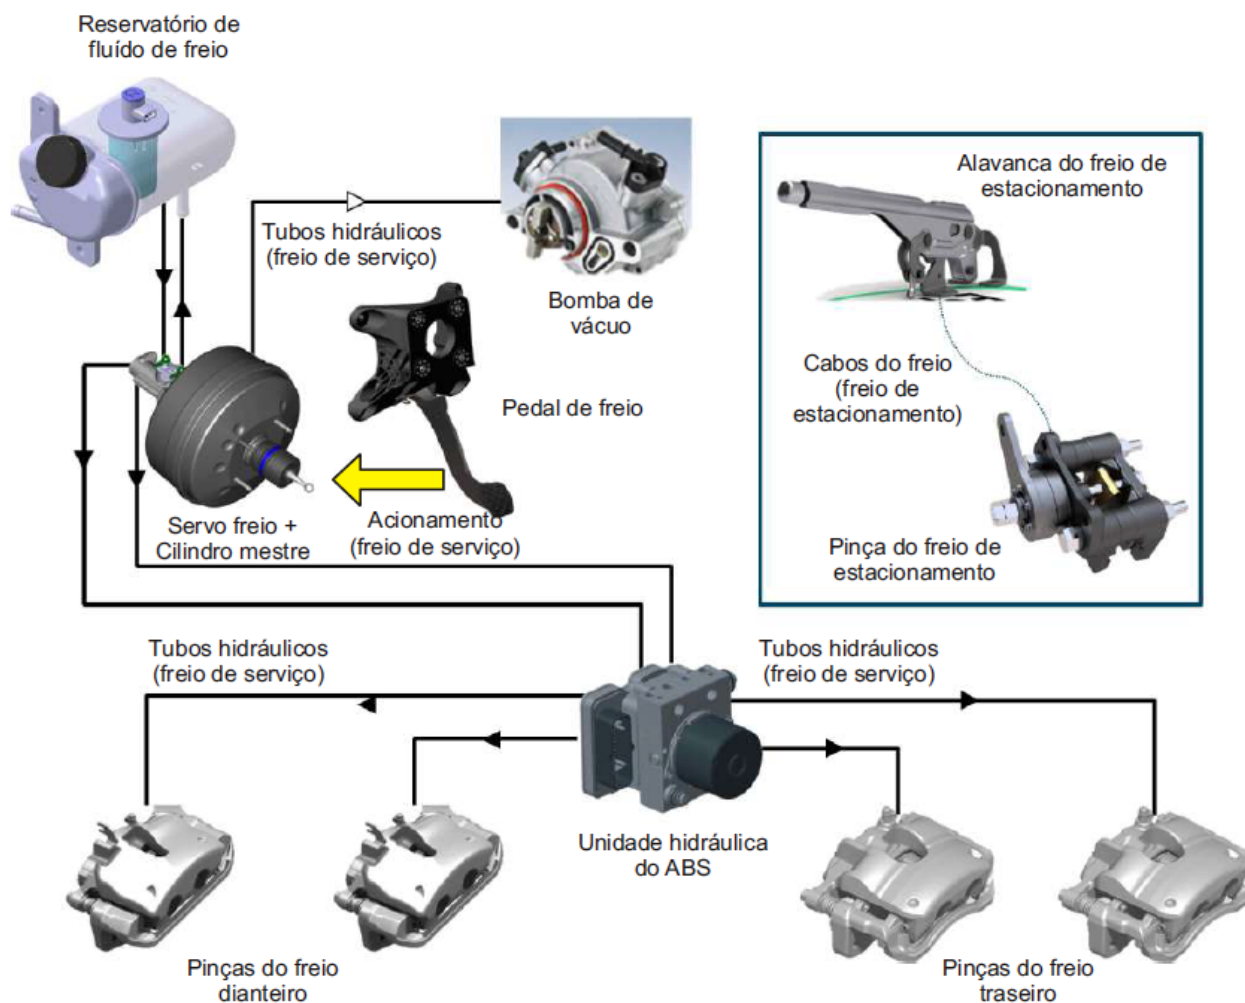 Reservatório de
fluído de freio
Tubos hidráulicos
(freio de serviço)
Bomba de
vácuo
Alavanca do freio de
estacionamento
Cabos do freio
(freio de
estacionamento)
Pedal de freio
Servo freio +
Cilindro mestre
Acionamento
(freio de serviço)
Pinça do freio de
estacionamento
Tubos hidráulicos
(freio de serviço)
Tubos hidráulicos
(freio de serviço)
Unidade hidráulica
do ABS
Pinças do freio
dianteiro
Pinças do freio
traseiro